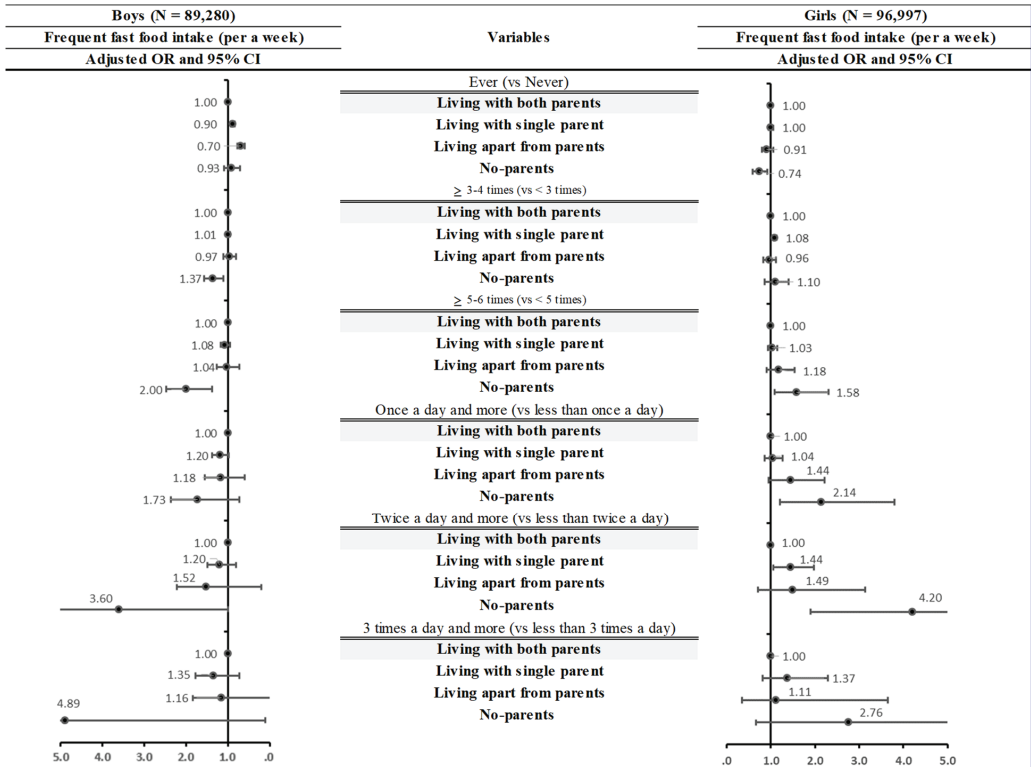 Boys (N = 89,280) Girls (N = 96,997)
Frequent fast food intake (per a week) Variables Frequent fast food intake (per a week)
Adjusted OR and 95% CI Adjusted OR and 95% CI
Ever (vs Never)
1.00 Living with both parents 1.00
0.90 Living with single parent 1.00
0.70 Living apart from parents 0.91
0.93 No-parents 0.74
≥ 3-4 times (vs < 3 times)
1.00 Living with both parents 1.00
1.01 Living with single parent 1.08
0.97 Living apart from parents 0.96
1.37 No-parents 1.10
≥ 5-6 times (vs < 5 times)
1.00 Living with both parents 1.00
1.08 Living with single parent 1.03
1.04 Living apart from parents 1.18
2.00 No-parents 1.58
Once a day and more (vs less than once a day)
1.00 Living with both parents 1.00
1.20 Living with single parent 1.04
1.18 Living apart from parents 1.44
1.73 No-parents 2.14
Twice a day and more (vs less than twice a day)
1.00 Living with both parents 1.00
1.20 Living with single parent 1.44
1.52 Living apart from parents 1.49
3.60 No-parents 4.20
3 times a day and more (vs less than 3 times a day)
1.00 Living with both parents 1.00
1.35 Living with single parent 1.37
1.16 Living apart from parents 1.11
4.89 No-parents 2.76
5.0 4.0 3.0 2.0 1.0 .0 .0 1.0 2.0 3.0 4.0 5.0